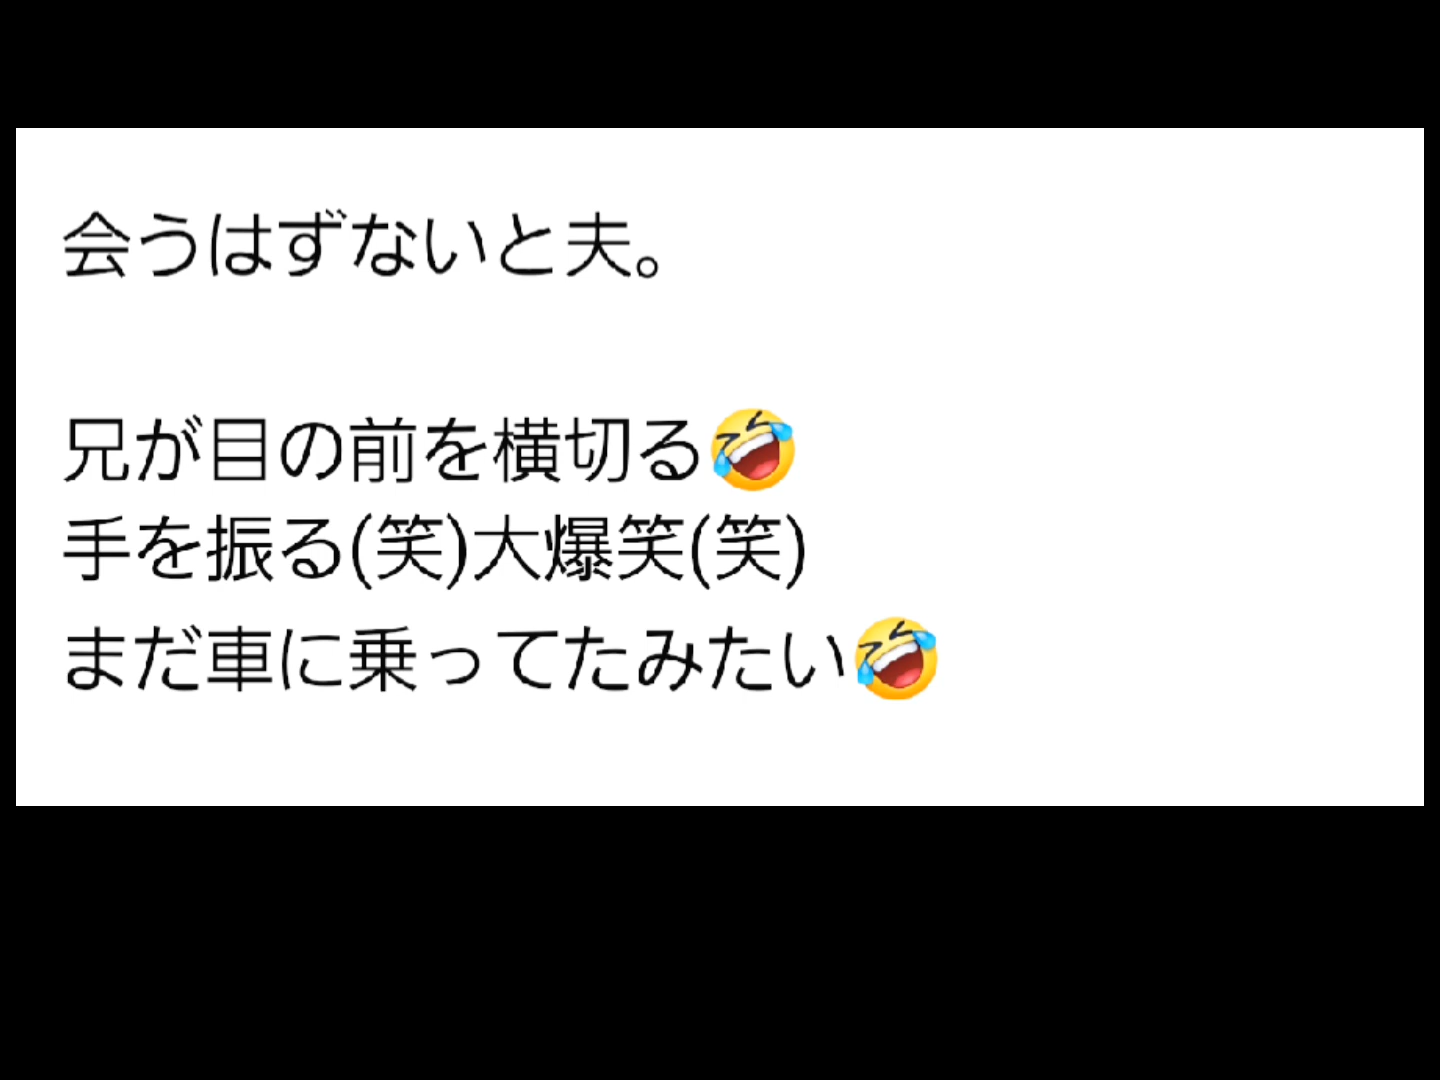 会うはずないと夫。
兄が目の前を横切る🤣
手を振る(笑)大爆笑(笑)
まだ車に乗ってたみたい🤣